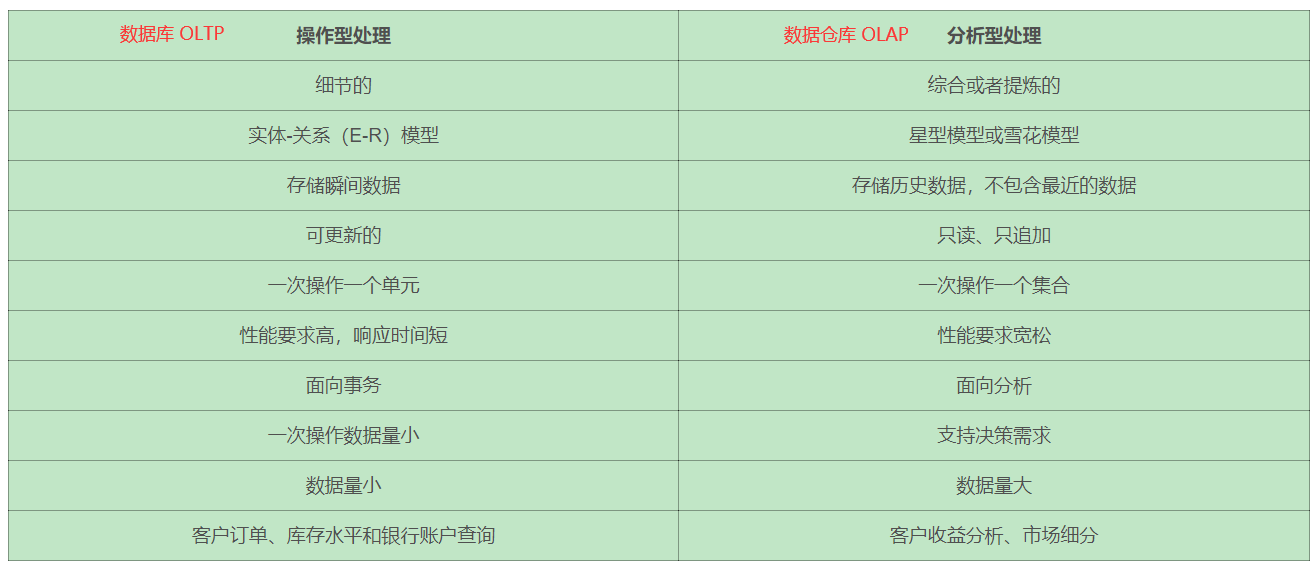 数据库 OLTP 操作型处理 数据仓库 OLAP 分析型处理
细节的 综合或者提炼的
实体-关系（E-R）模型 星型模型或雪花模型
存储瞬间数据 存储历史数据，不包含最近的数据
可更新的 只读、只追加
一次操作一个单元 一次操作一个集合
性能要求高，响应时间短 性能要求宽松
面向事务 面向分析
一次操作数据量小 支持决策需求
数据量小 数据量大
客户订单、库存水平和银行账户查询 客户收益分析、市场细分